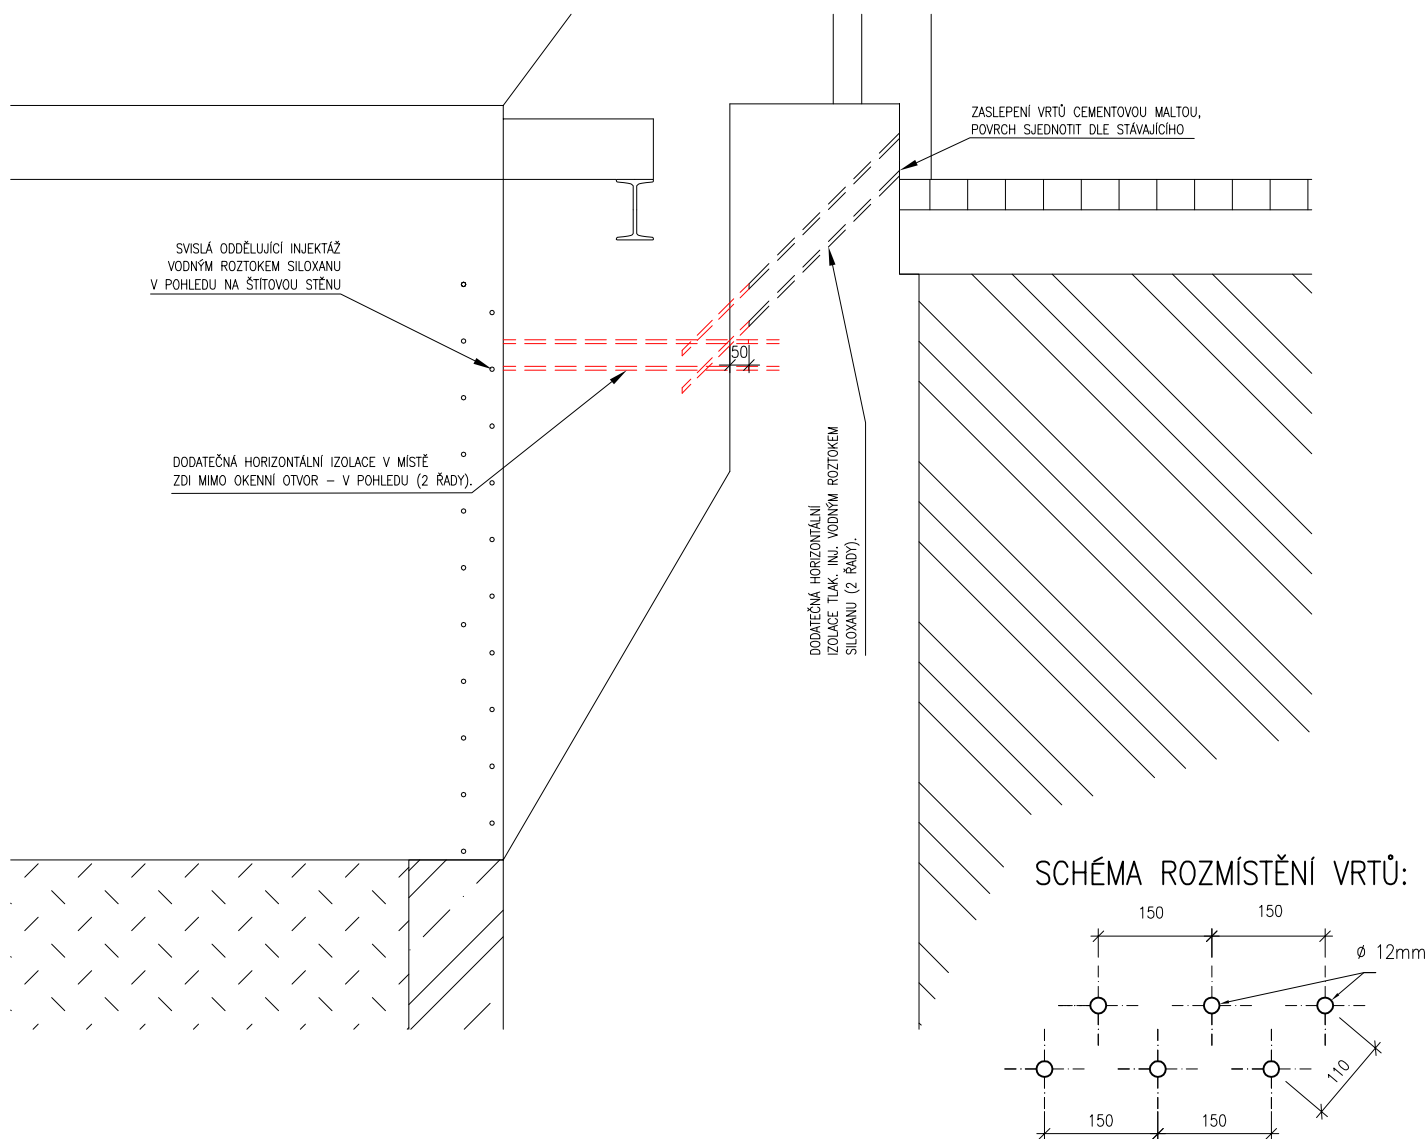 ZASLEPENÍ VRTŮ CEMENTOVOU MALTOU,
POVRCH SJEDNOTIT DLE STÁVAJÍCÍHO
SVISLÁ ODDĚLUJÍCÍ INJEKTÁŽ
VODNÝM ROZTOKEM SILOXANU
V POHLEDU NA ŠTÍTOVOU STĚNU
50
DODATEČNÁ HORIZONTÁLNÍ IZOLACE V MÍSTĚ
ZDI MIMO OKENNÍ OTVOR – V POHLEDU (2 ŘADY).
DODATEČNÁ HORIZONTÁLNÍ
IZOLACE TLAK. INJ. VODNÝM ROZTOKEM
SILOXANU (2 ŘADY).
SCHÉMA ROZMÍSTĚNÍ VRTŮ:
150 150
ø 12mm
110
150 150